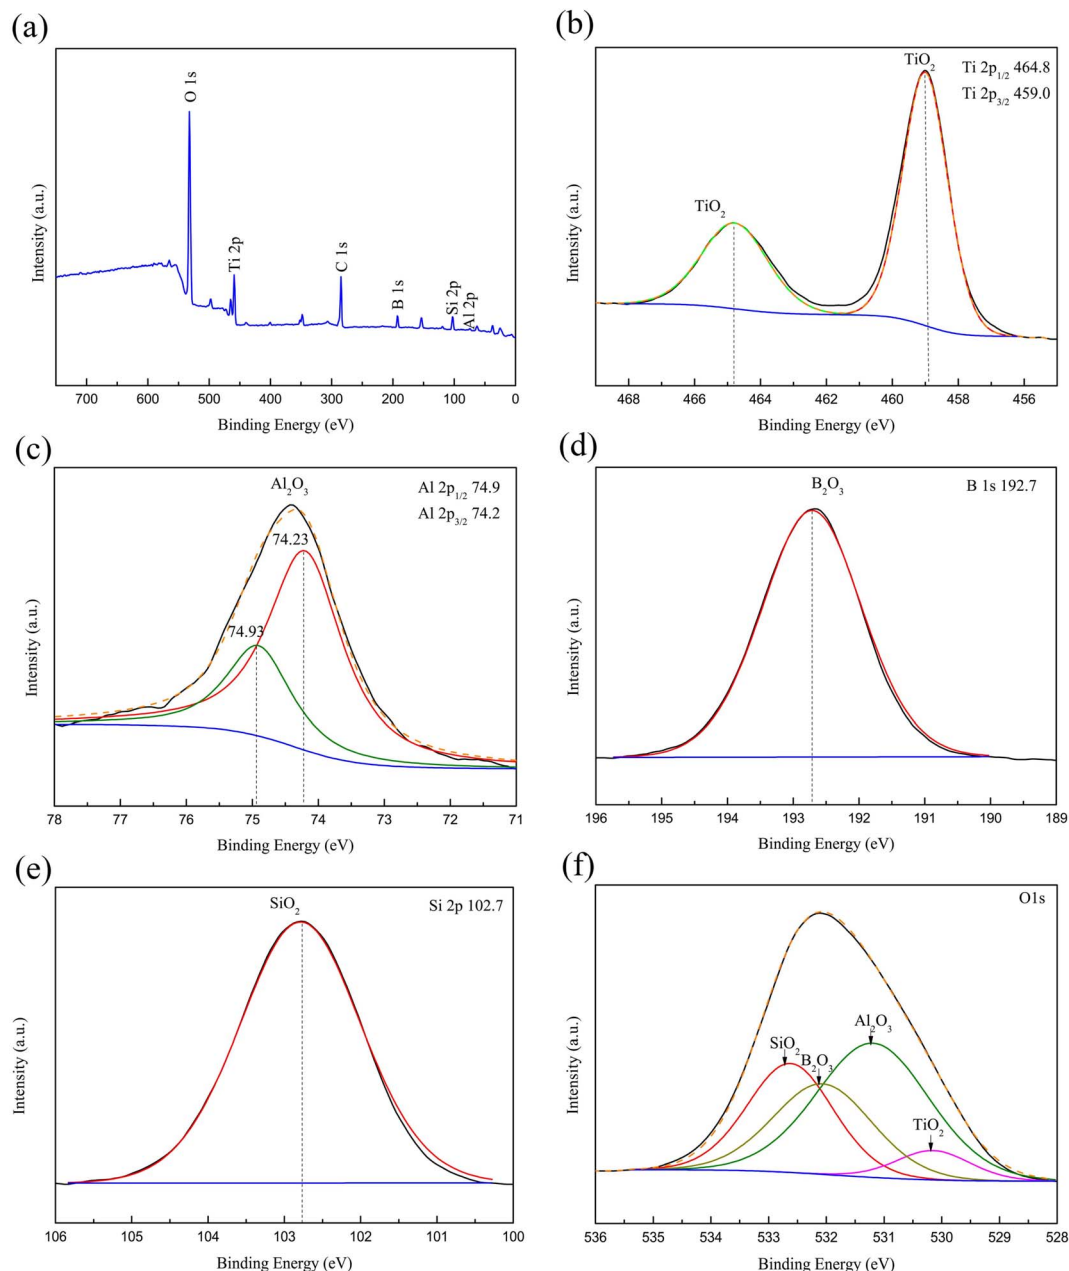 (a)
O 1s
Ti 2p
C 1s
B 1s
Si 2p
Al 2p
Intensity (a.u.)
700 600 500 400 300 200 100 0
Binding Energy (eV)
(b)
TiO₂
TiO₂
Ti 2p₁/₂ 464.8
Ti 2p₃/₂ 459.0
Intensity (a.u.)
468 466 464 462 460 458 456
Binding Energy (eV)
(c)
Al₂O₃
Al 2p₁/₂ 74.9
Al 2p₃/₂ 74.2
74.23
74.93
Intensity (a.u.)
78 77 76 75 74 73 72 71
Binding Energy (eV)
(d)
B₂O₃
B 1s 192.7
Intensity (a.u.)
196 195 194 193 192 191 190 189
Binding Energy (eV)
(e)
SiO₂
Si 2p 102.7
Intensity (a.u.)
106 105 104 103 102 101 100
Binding Energy (eV)
(f)
O1s
Al₂O₃
SiO₂
B₂O₃
TiO₂
Intensity (a.u.)
536 535 534 533 532 531 530 529 528
Binding Energy (eV)